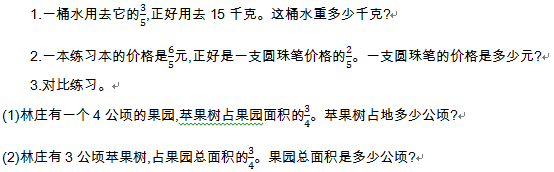 1.一桶水用去它的3/5,正好用去 15 千克。这桶水重多少千克?
2.一本练习本的价格是6/5元,正好是一支圆珠笔价格的2/5。一支圆珠笔的价格是多少元?
3.对比练习。
(1)林庄有一个 4 公顷的果园,苹果树占果园面积的3/4。苹果树占地多少公顷?
(2)林庄有 3 公顷苹果树,占果园总面积的3/4。果园总面积是多少公顷?